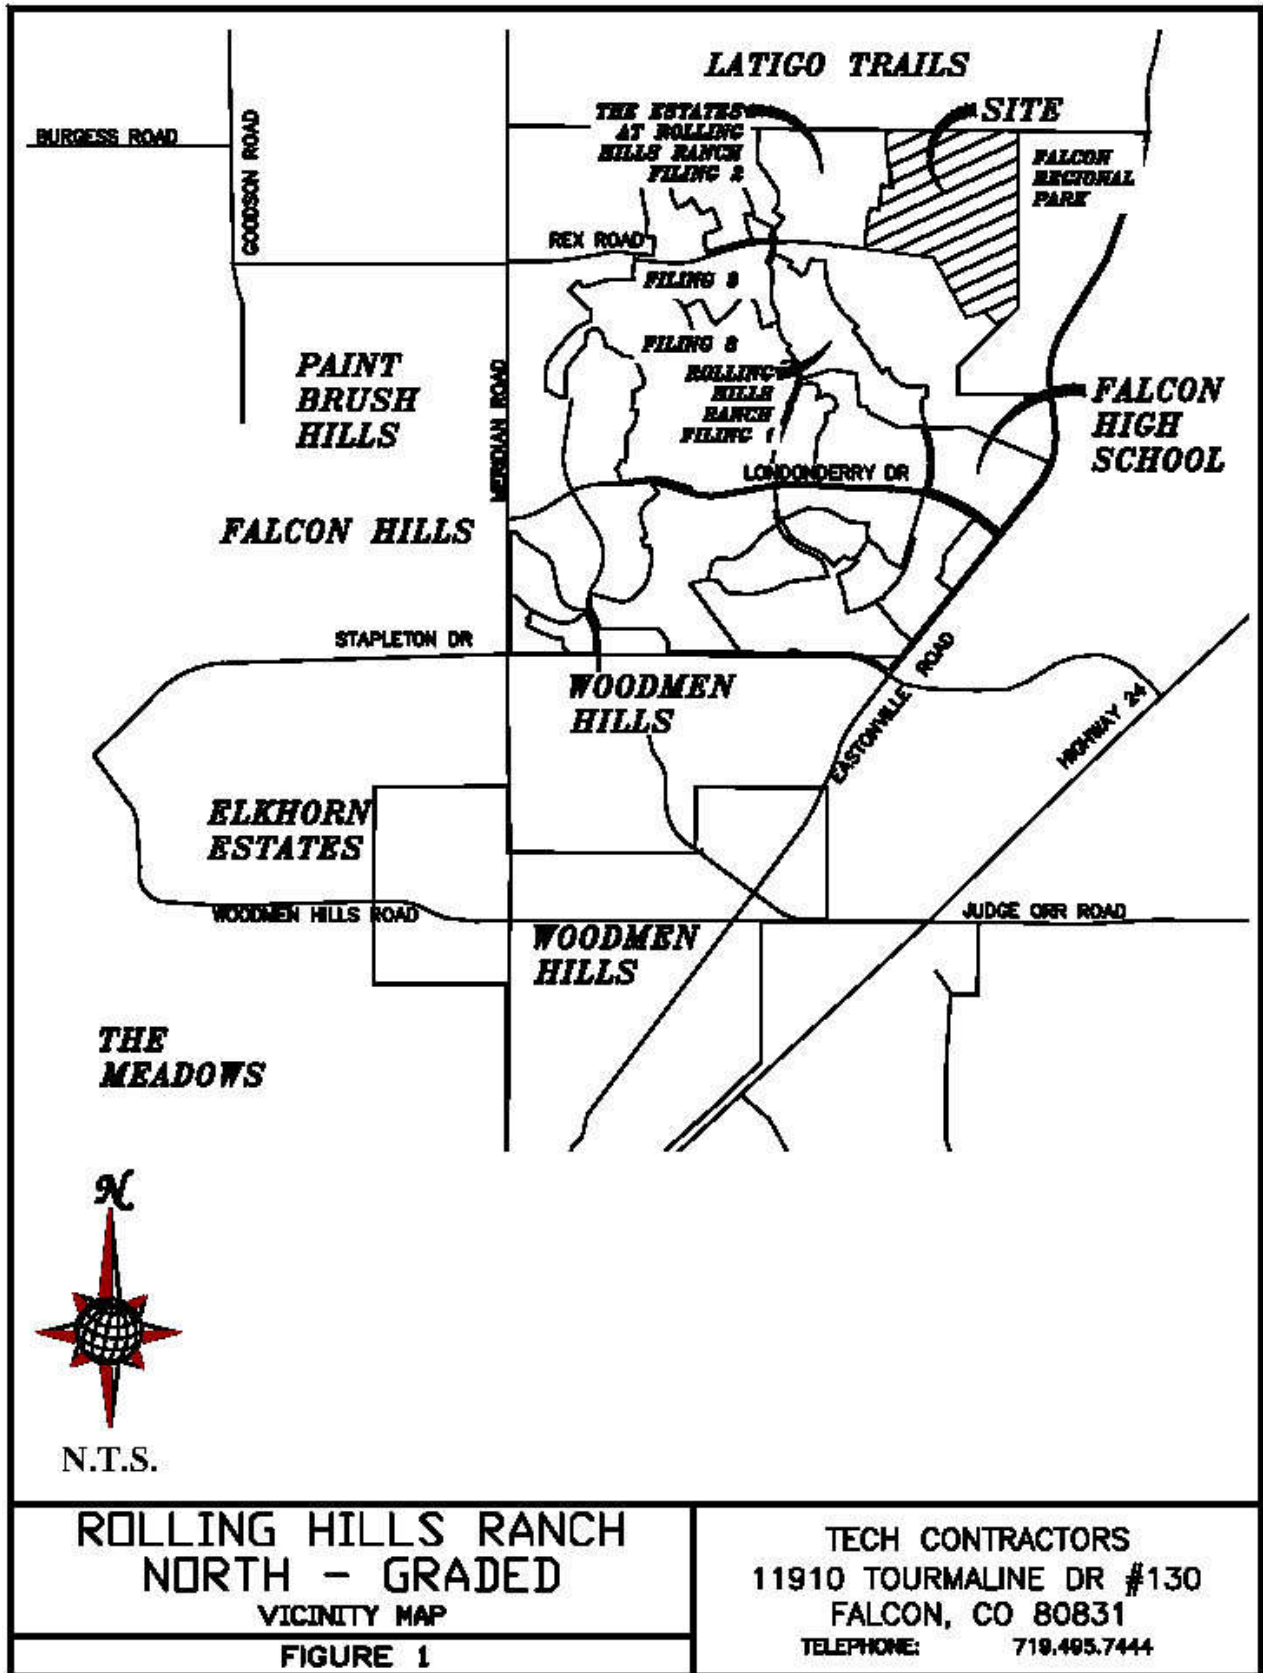 LATIGO TRAILS
THE ESTATES
AT ROLLING
HILLS RANCH
FILING 2
SITE
BURGESS ROAD
GOODSON ROAD
FALCON
REGIONAL
PARK
REX ROAD
FILING 3
FILING 8
ROLLING
HILLS
RANCH
FILING 1
PAINT
BRUSH
HILLS
MERIDIAN ROAD
FALCON
HIGH
SCHOOL
LONDONDERRY DR
FALCON HILLS
STAPLETON DR
WOODMEN
HILLS
EASTONVILLE ROAD
HIGHWAY 24
ELKHORN
ESTATES
WOODMEN HILLS ROAD
JUDGE ORR ROAD
WOODMEN
HILLS
THE
MEADOWS
N
N.T.S.
ROLLING HILLS RANCH
NORTH - GRADED
VICINITY MAP
FIGURE 1
TECH CONTRACTORS
11910 TOURMALINE DR #130
FALCON, CO 80831
TELEPHONE: 719.495.7444